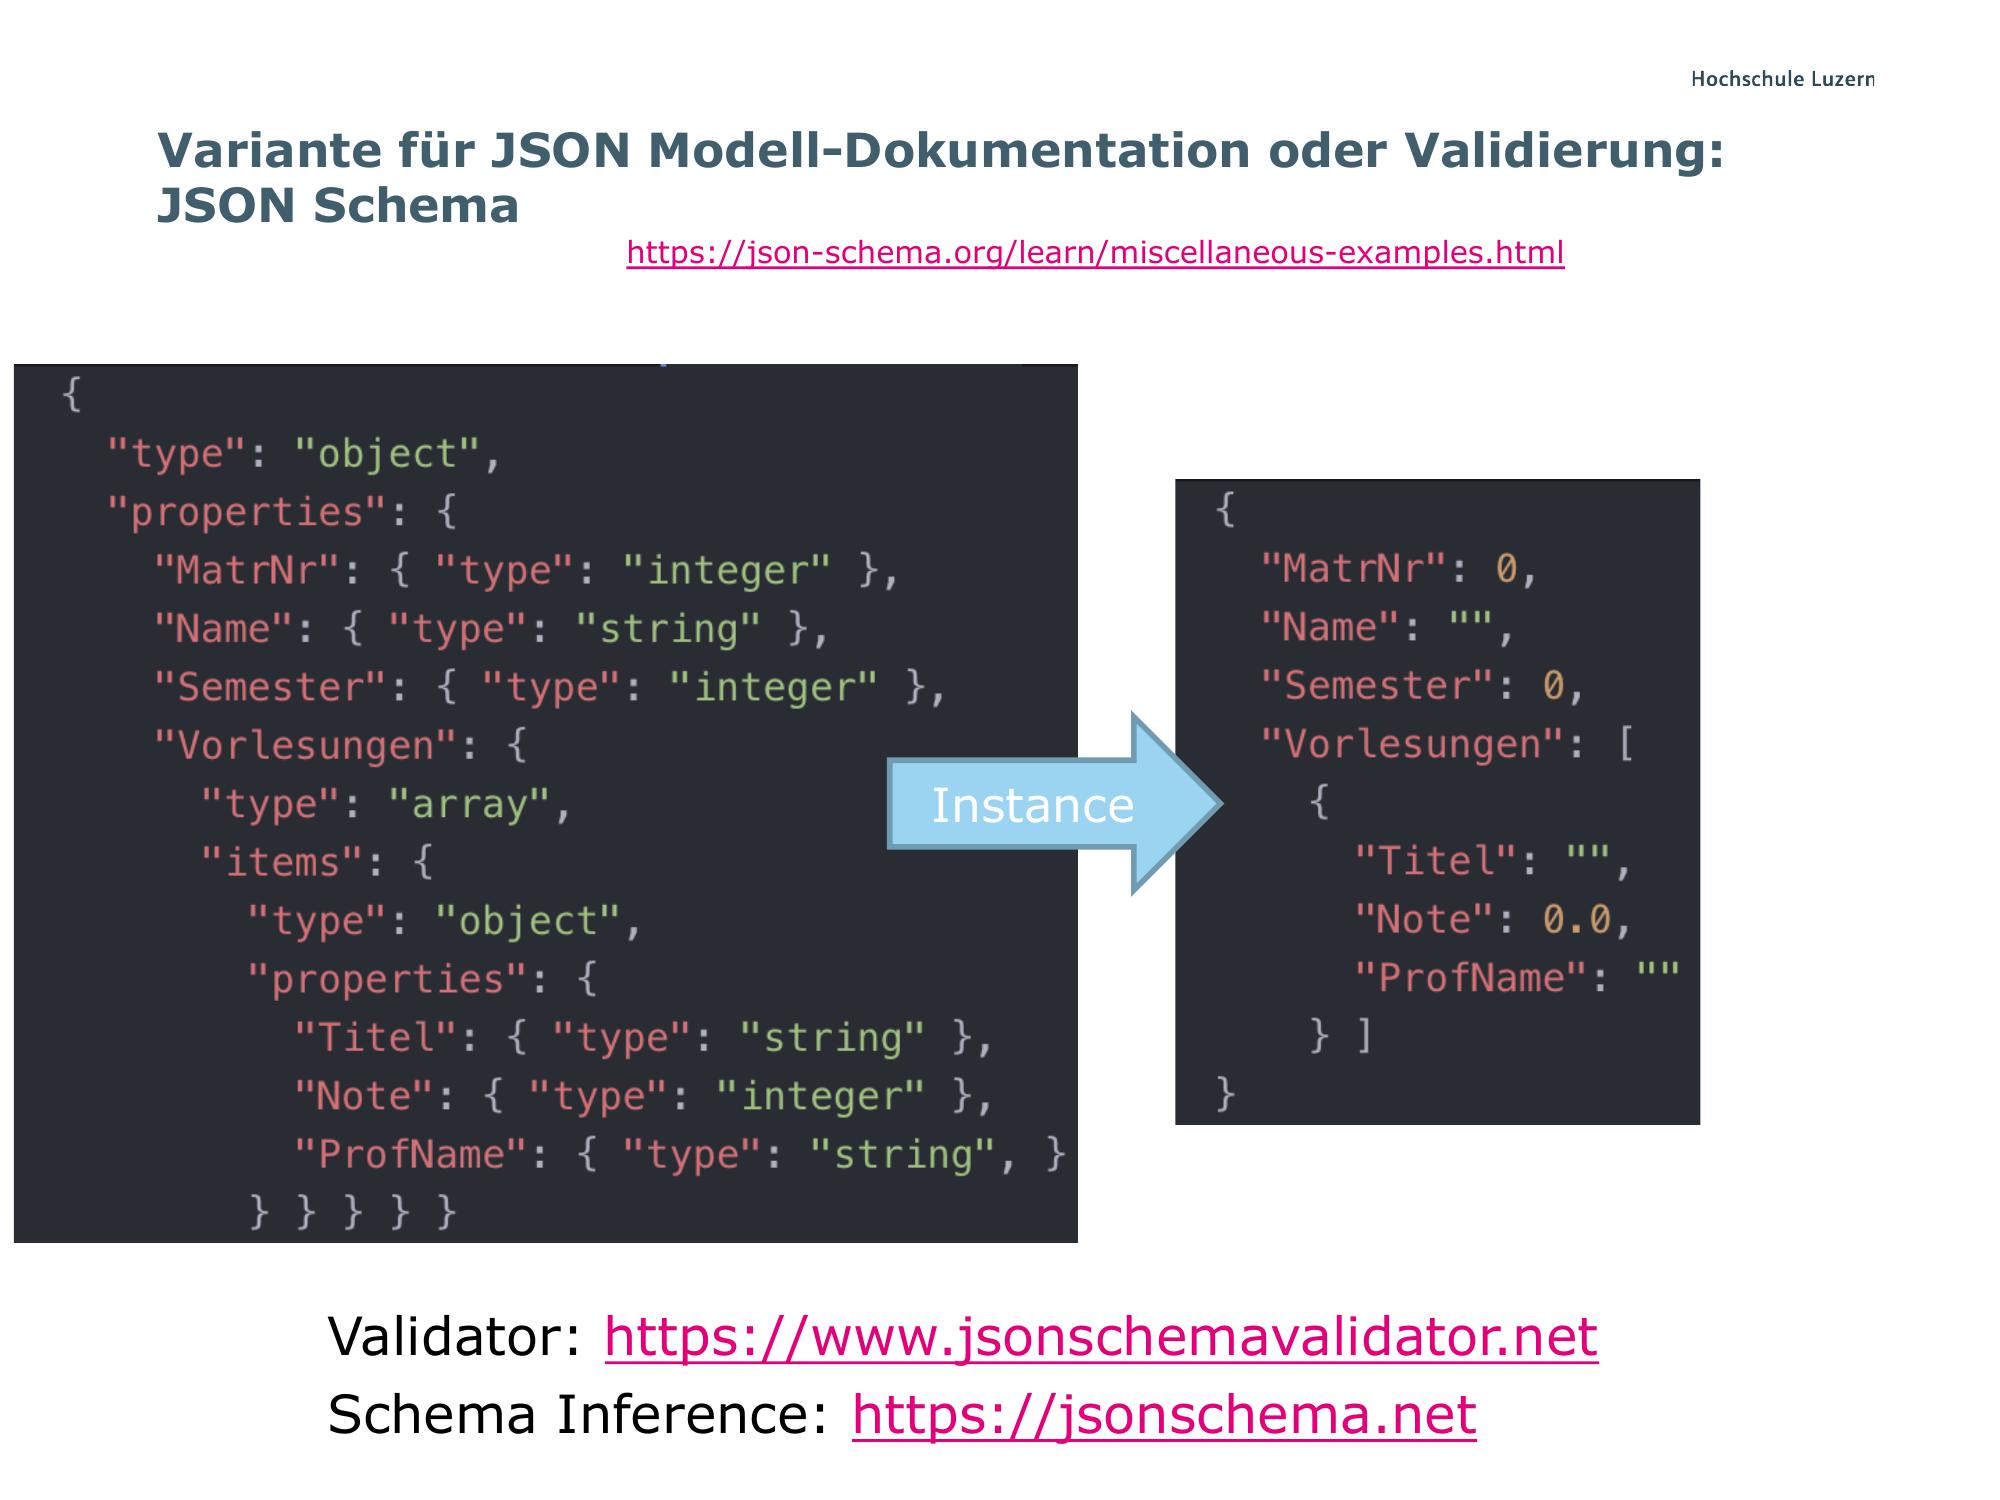 Hochschule Luzern
Variante für JSON Modell-Dokumentation oder Validierung:
JSON Schema
https://json-schema.org/learn/miscellaneous-examples.html
{
"type": "object",
"properties": {
"MatrNr": { "type": "integer" },
"Name": { "type": "string" },
"Semester": { "type": "integer" },
"Vorlesungen": {
"type": "array",
"items": {
"type": "object",
"properties": {
"Titel": { "type": "string" },
"Note": { "type": "integer" },
"ProfName": { "type": "string", }
} } } } }
Instance
{
"MatrNr": 0,
"Name": "",
"Semester": 0,
"Vorlesungen": [
{
"Titel": "",
"Note": 0.0,
"ProfName": ""
} ]
}
Validator: https://www.jsonschemavalidator.net
Schema Inference: https://jsonschema.net